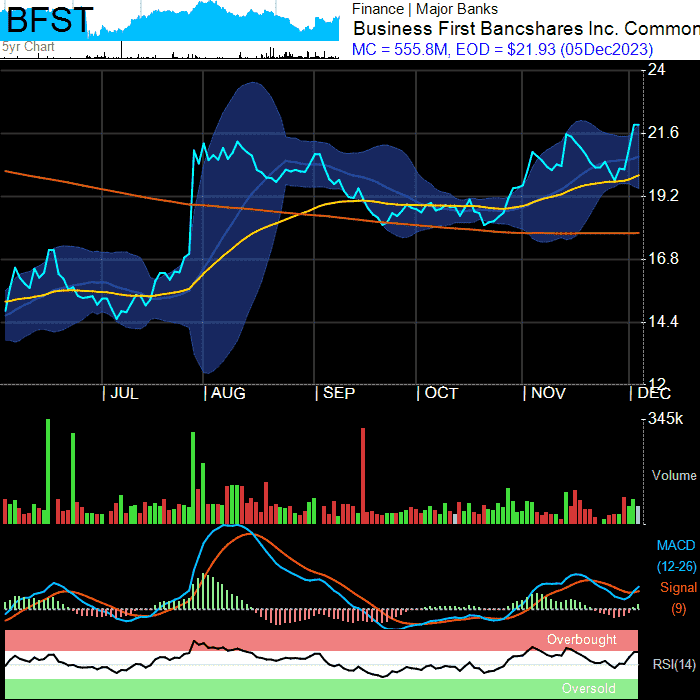 BFST
5yr Chart
Finance | Major Banks
Business First Bancshares Inc. Common
MC = 555.8M, EOD = $21.93 (05Dec2023)
24
21.6
19.2
16.8
14.4
12
JUL AUG SEP OCT NOV DEC
345k
Volume
MACD
(12-26)
Signal
(9)
Overbought
RSI(14)
Oversold